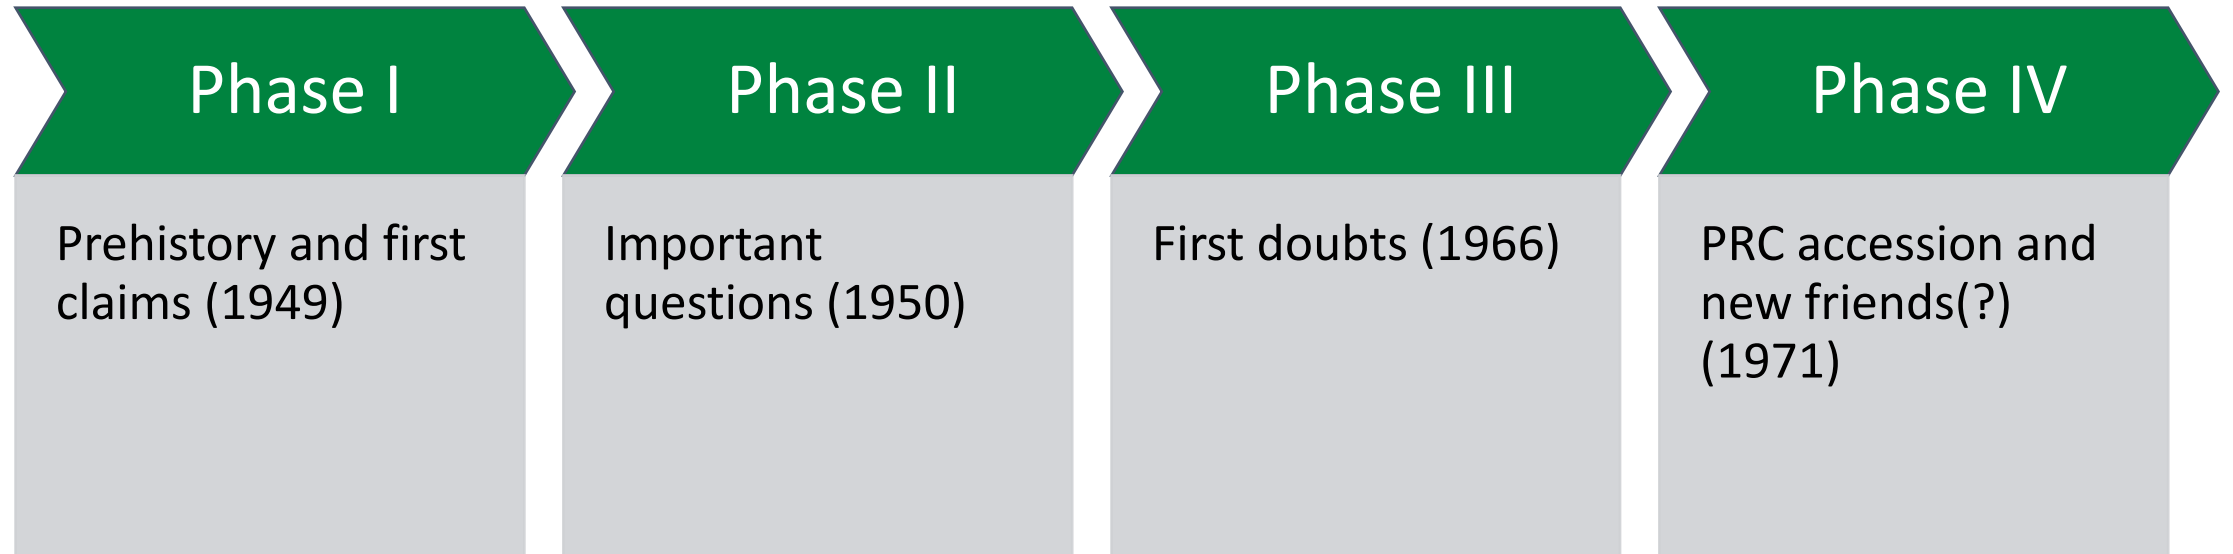 Phase I
Prehistory and first
claims (1949)
Phase II
Important
questions (1950)
Phase III
First doubts (1966)
Phase IV
PRC accession and
new friends(?)
(1971)